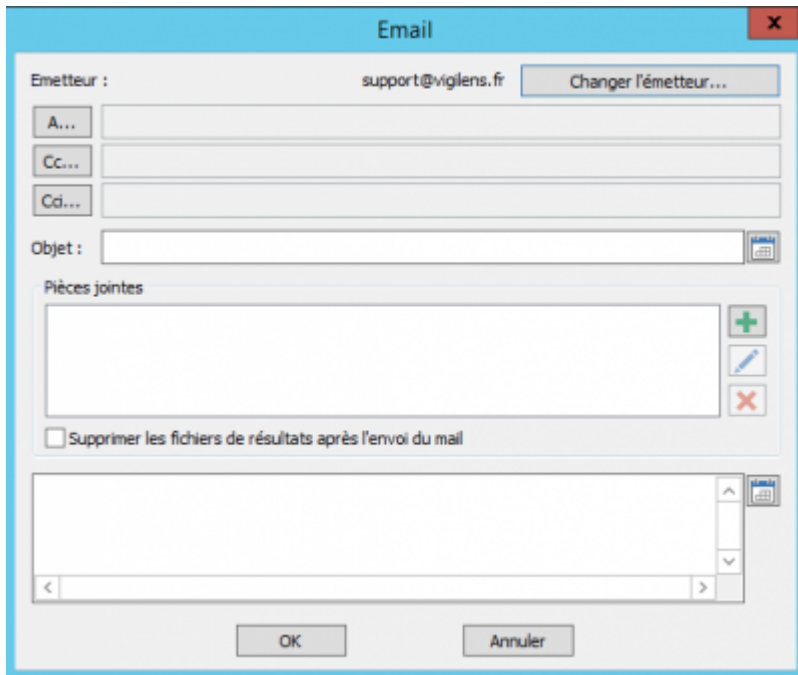 Email
x
Emetteur : support@vigilens.fr Changer l'émetteur...
A...
Cc...
Cci...
Objet :
Pièces jointes
Supprimer les fichiers de résultats après l'envoi du mail
OK Annuler